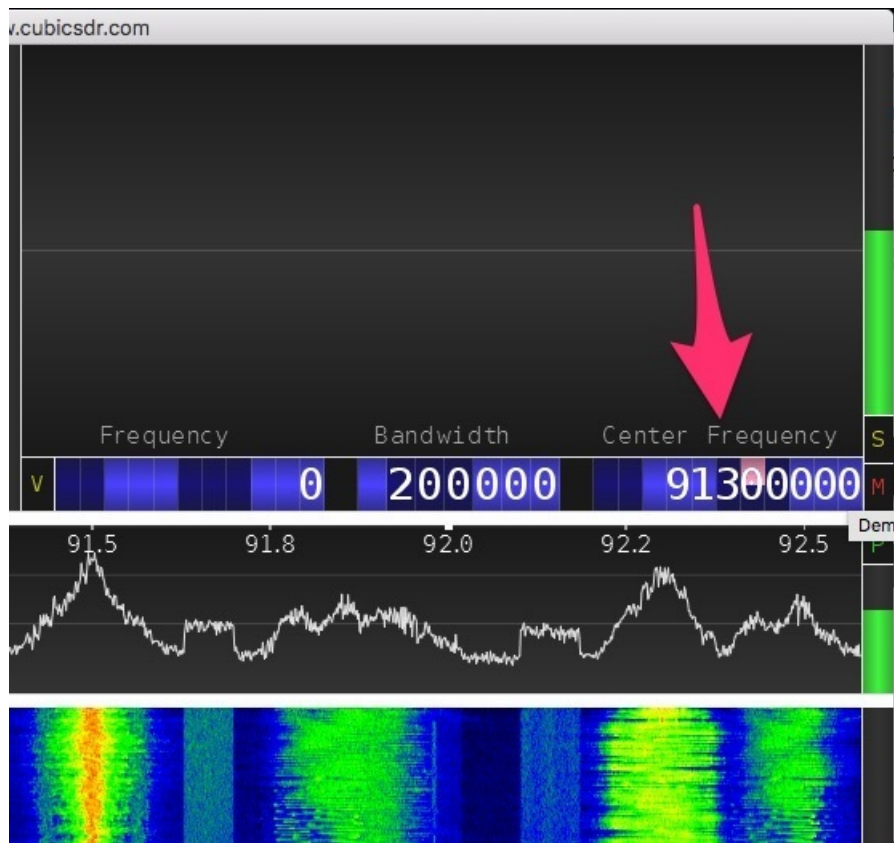 v.cubicsdr.com
Frequency Bandwidth Center Frequency S
V 0 200000 91300000 M
Dem
91.5 91.8 92.0 92.2 92.5 P